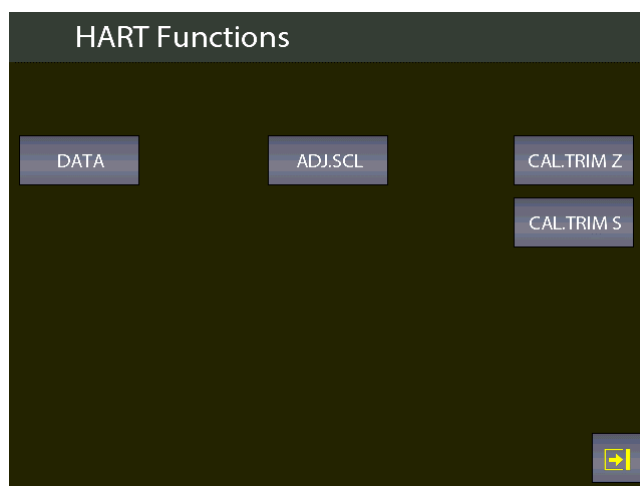 HART Functions
DATA
ADJ.SCL
CAL.TRIM Z
CAL.TRIM S